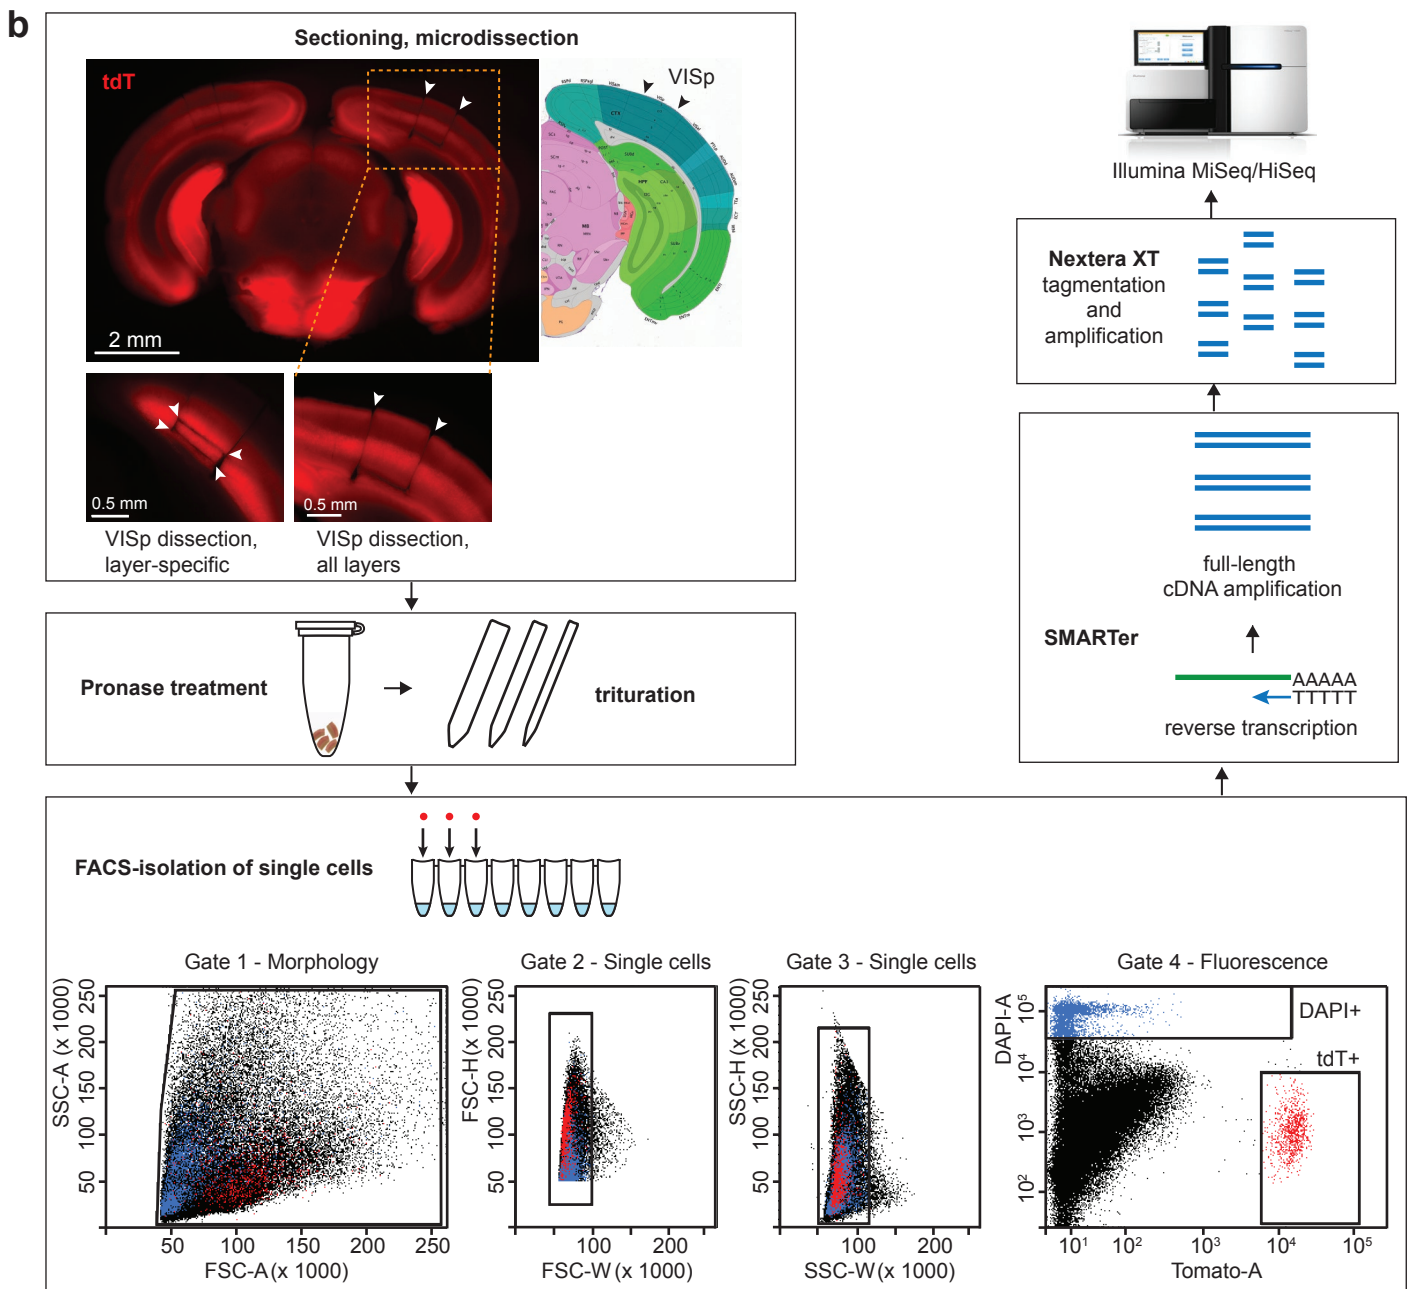 b
Sectioning, microdissection
tdT
VISp
2 mm
0.5 mm
0.5 mm
VISp dissection,
layer-specific
VISp dissection,
all layers
Pronase treatment
trituration
FACS-isolation of single cells
Gate 1 - Morphology
SSC-A (x 1000)
250
200
150
100
50
50 100 150 200 250
FSC-A (x 1000)
Gate 2 - Single cells
FSC-H (x 1000)
250
200
150
100
50
100 200
FSC-W (x 1000)
Gate 3 - Single cells
SSC-H (x 1000)
250
200
150
100
50
100 200
SSC-W (x 1000)
Gate 4 - Fluorescence
DAPI-A
10⁵
10⁴
10³
10²
DAPI+
tdT+
10¹ 10² 10³ 10⁴ 10⁵
Tomato-A
Illumina MiSeq/HiSeq
Nextera XT
tagmentation
and
amplification
full-length
cDNA amplification
SMARTer
AAAAA
TTTTT
reverse transcription